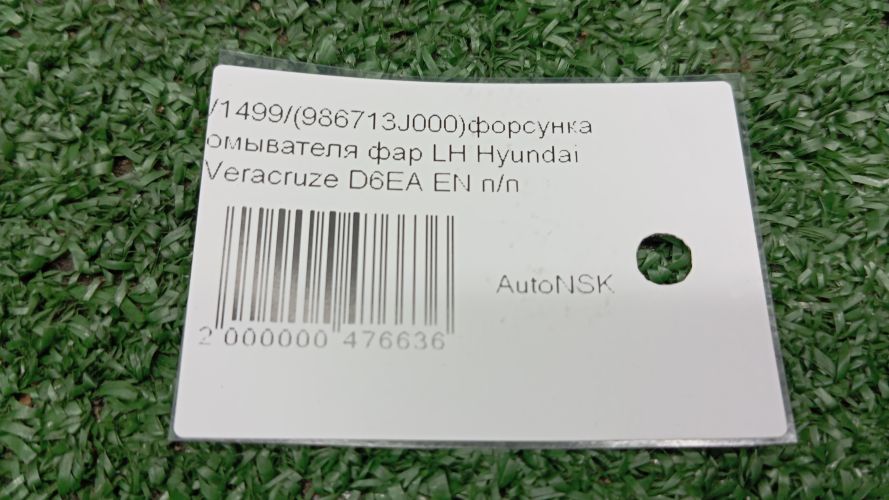 /1499/(986713J000)форсунка
омывателя фар LH Hyundai
Veracruze D6EA EN п/п
AutoNSK
2 000000 476636